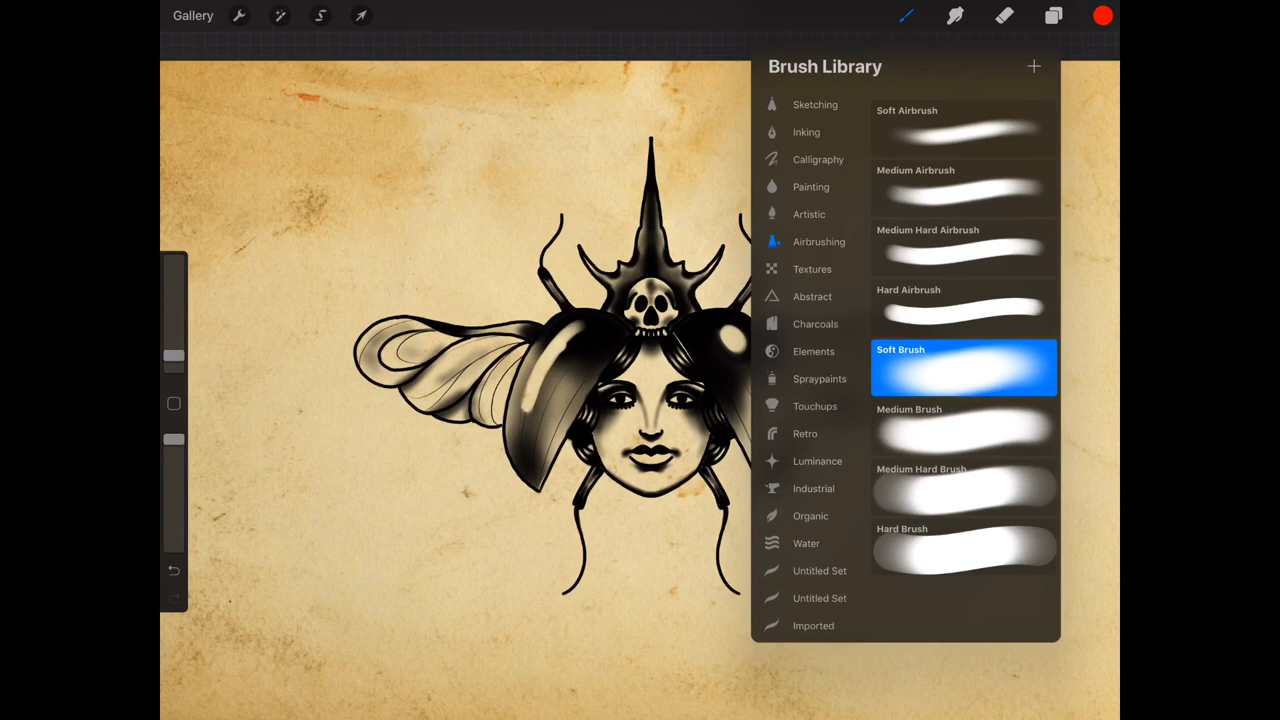 Gallery
Brush Library
Sketching
Inking
Calligraphy
Painting
Artistic
Airbrushing
Textures
Abstract
Charcoals
Elements
Spraypaints
Touchups
Retro
Luminance
Industrial
Organic
Water
Untitled Set
Untitled Set
Imported
Soft Airbrush
Medium Airbrush
Medium Hard Airbrush
Hard Airbrush
Soft Brush
Medium Brush
Medium Hard Brush
Hard Brush